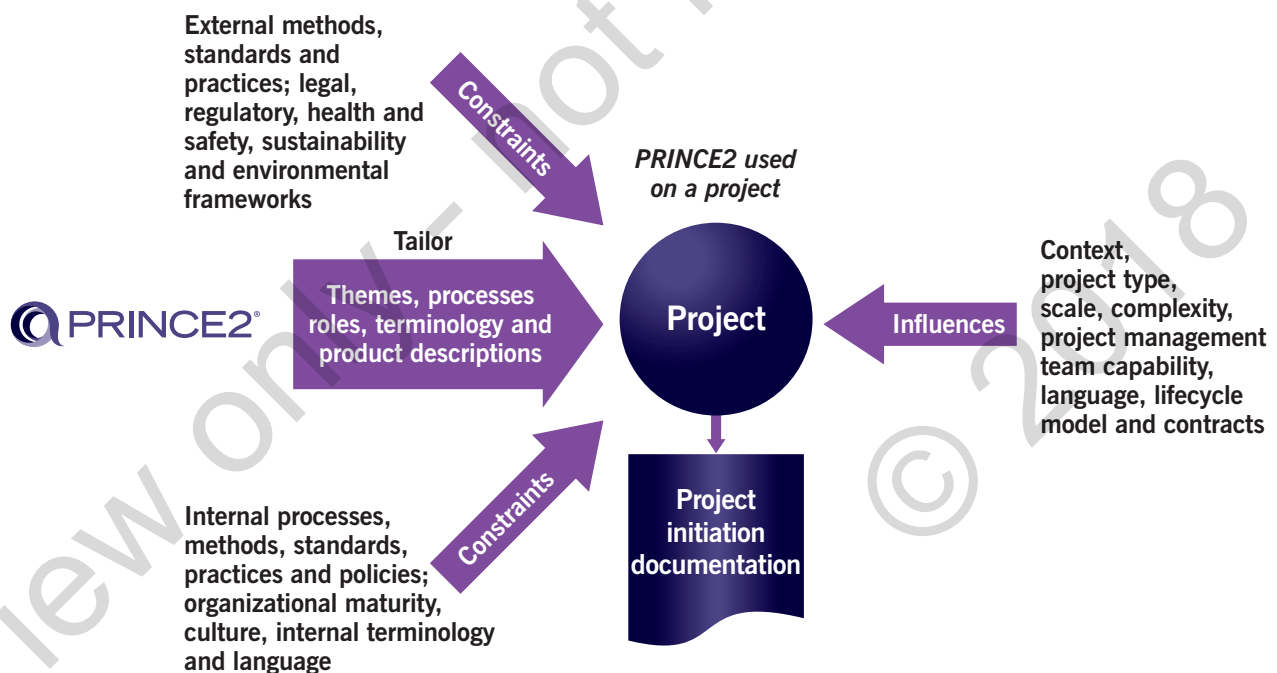 External methods,
standards and
practices; legal,
regulatory, health and
safety, sustainability
and environmental
frameworks
Constraints
PRINCE2 used
on a project
Tailor
PRINCE2®
Themes, processes
roles, terminology and
product descriptions
Project
Influences
Context,
project type,
scale, complexity,
project management
team capability,
language, lifecycle
model and contracts
Internal processes,
methods, standards,
practices and policies;
organizational maturity,
culture, internal terminology
and language
Constraints
Project
initiation
documentation
only - not
© 2018